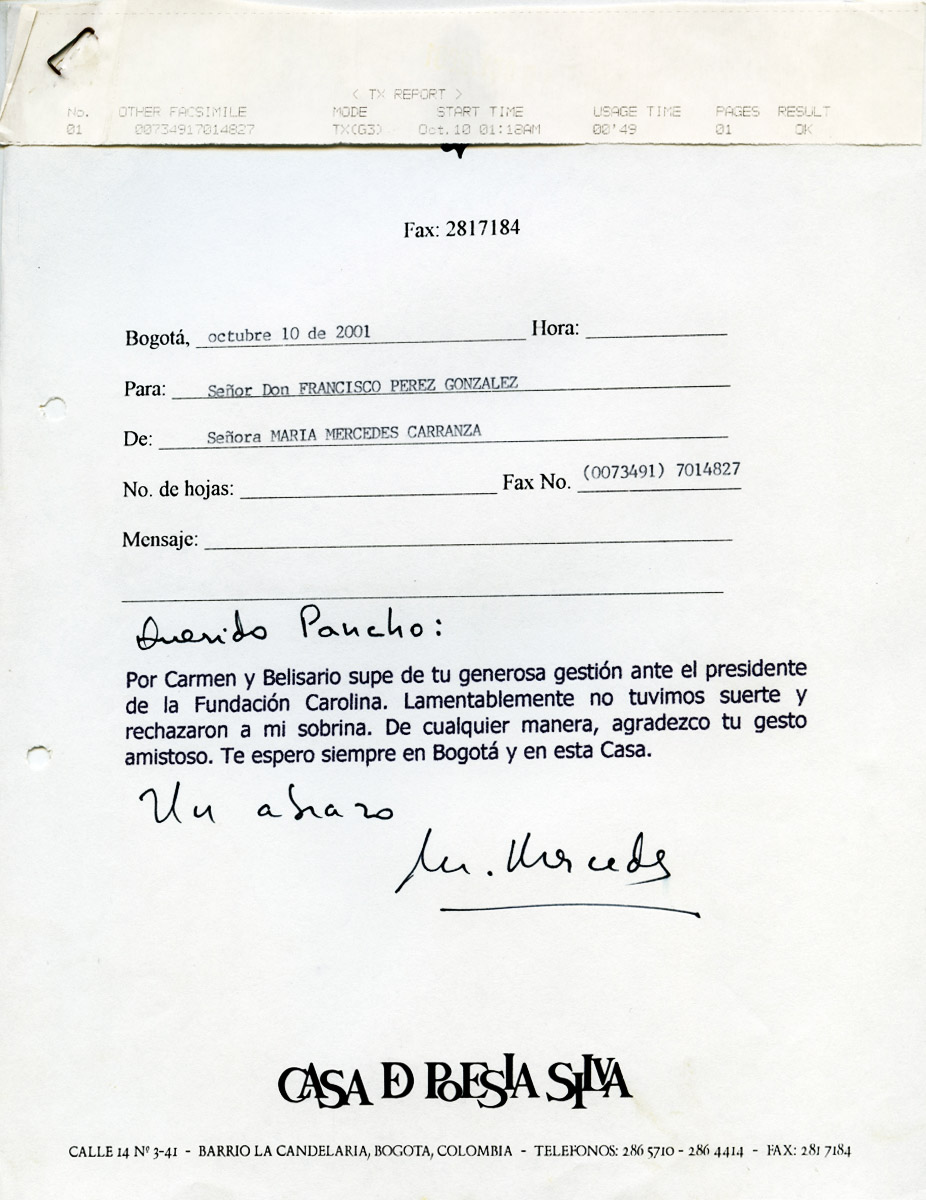 < TX REPORT >
No. OTHER FACSIMILE MODE START TIME USAGE TIME PAGES RESULT
01 00734917014827 TX(G3) Oct.10 01:18AM 00'49 01 OK
Fax: 2817184
Bogotá, octubre 10 de 2001 Hora:
Para: Señor Don FRANCISCO PEREZ GONZALEZ
De: Señora MARIA MERCEDES CARRANZA
No. de hojas: Fax No. (0073491) 7014827
Mensaje:
Querido Pancho:
Por Carmen y Belisario supe de tu generosa gestión ante el presidente
de la Fundación Carolina. Lamentablemente no tuvimos suerte y
rechazaron a mi sobrina. De cualquier manera, agradezco tu gesto
amistoso. Te espero siempre en Bogotá y en esta Casa.
Un abrazo
M. Mercedes
CASA D POESIA SILVA
CALLE 14 Nº 3-41 - BARRIO LA CANDELARIA, BOGOTA, COLOMBIA - TELEFONOS: 286 5710 - 286 4414 - FAX: 281 7184